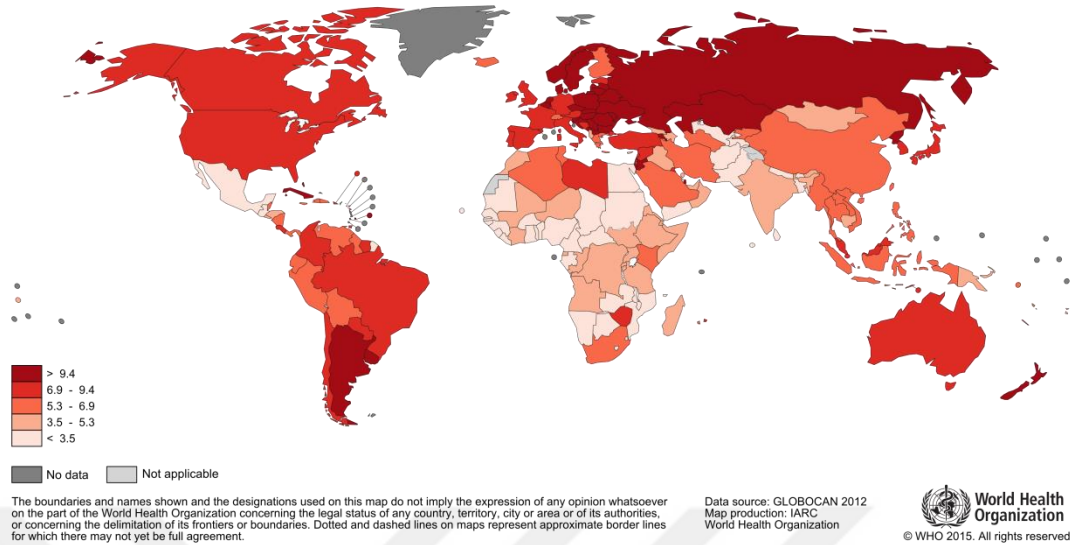 > 9.4
6.9 - 9.4
5.3 - 6.9
3.5 - 5.3
< 3.5
No data
Not applicable
The boundaries and names shown and the designations used on this map do not imply the expression of any opinion whatsoever
on the part of the World Health Organization concerning the legal status of any country, territory, city or area or of its authorities,
or concerning the delimitation of its frontiers or boundaries. Dotted and dashed lines on maps represent approximate border lines
for which there may not yet be full agreement.
Data source: GLOBOCAN 2012
Map production: IARC
World Health Organization
World Health
Organization
© WHO 2015. All rights reserved